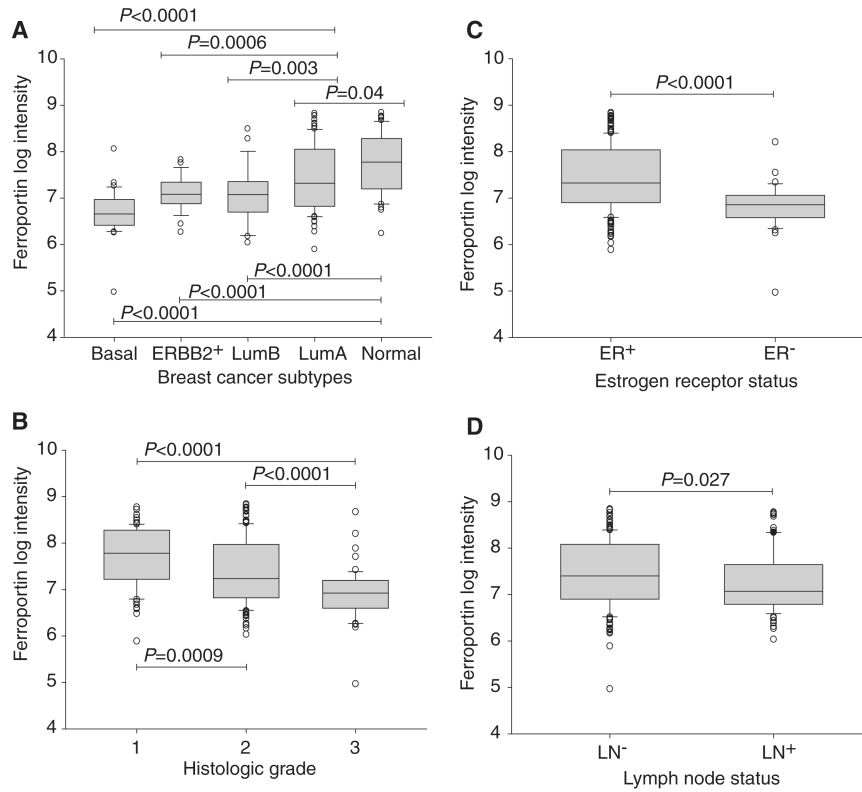 A
P<0.0001
P=0.0006
P=0.003
P=0.04
10
9
8
7
6
5
4
Ferroportin log intensity
P<0.0001
P<0.0001
P<0.0001
Basal ERBB2+ LumB LumA Normal
Breast cancer subtypes
C
P<0.0001
10
9
8
7
6
5
4
Ferroportin log intensity
ER+ ER-
Estrogen receptor status
B
P<0.0001
P<0.0001
10
9
8
7
6
5
4
Ferroportin log intensity
P=0.0009
1 2 3
Histologic grade
D
P=0.027
10
9
8
7
6
5
4
Ferroportin log intensity
LN- LN+
Lymph node status